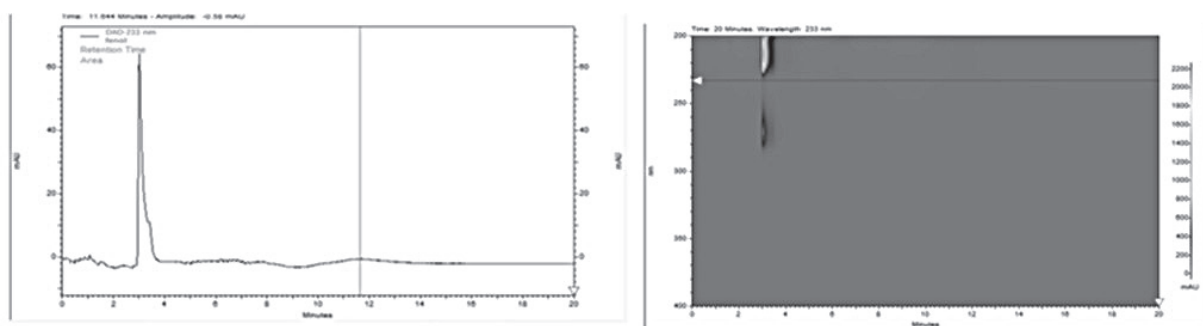 Time: 11.644 Minutes - Amplitude: -0.56 mAU
DAD-233 nm
fenoil
Retention Time
Area
60
40
20
0
mAU
60
40
20
0
mAU
0 2 4 6 8 10 12 14 16 18 20
Minutes
Time: 20 Minutes Wavelength: 233 nm
200
250
300
350
400
nm
0 2 4 6 8 10 12 14 16 18 20
Minutes
2200
2000
1800
1600
1400
1200
1000
800
600
400
200
0
mAU